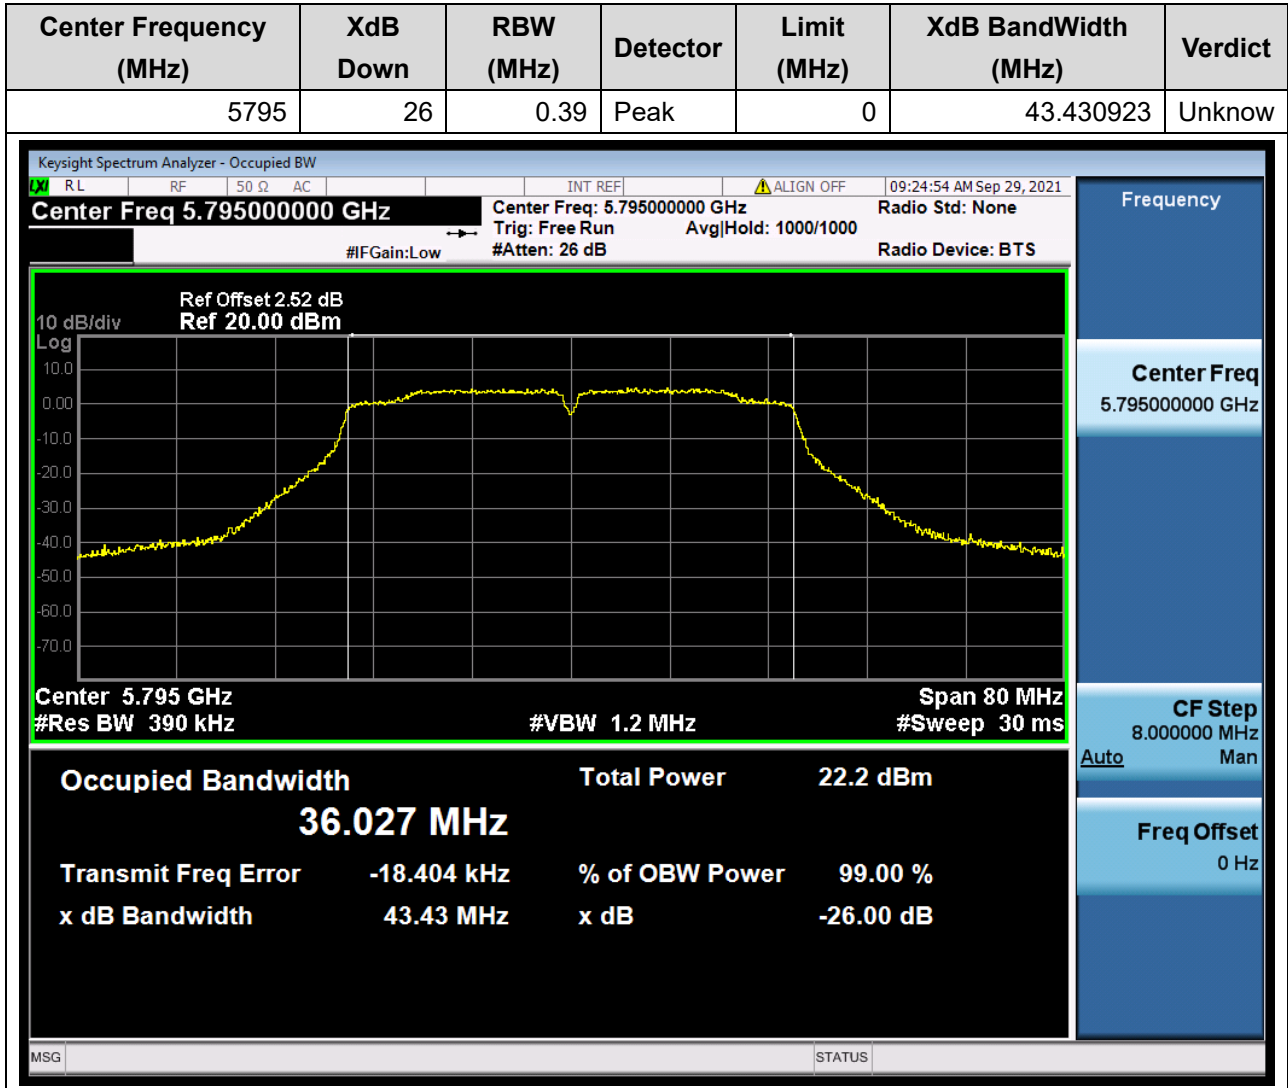 Center Frequency (MHz) XdB Down RBW (MHz) Detector Limit (MHz) XdB BandWidth (MHz) Verdict
5795 26 0.39 Peak 0 43.430923 Unknow
Keysight Spectrum Analyzer - Occupied BW
LXI RL RF 50 Ω AC INT REF ALIGN OFF 09:24:54 AM Sep 29, 2021
Center Freq 5.795000000 GHz
Center Freq: 5.795000000 GHz
Radio Std: None
Trig: Free Run
Avg|Hold: 1000/1000
#IFGain:Low
#Atten: 26 dB
Radio Device: BTS
Ref Offset 2.52 dB
10 dB/div
Ref 20.00 dBm
Log
10.0
0.00
-10.0
-20.0
-30.0
-40.0
-50.0
-60.0
-70.0
Center 5.795 GHz
Span 80 MHz
#Res BW 390 kHz
#VBW 1.2 MHz
#Sweep 30 ms
Occupied Bandwidth
Total Power 22.2 dBm
36.027 MHz
Transmit Freq Error -18.404 kHz
% of OBW Power 99.00 %
x dB Bandwidth 43.43 MHz
x dB -26.00 dB
Frequency
Center Freq
5.795000000 GHz
CF Step
8.000000 MHz
Auto Man
Freq Offset
0 Hz
MSG
STATUS